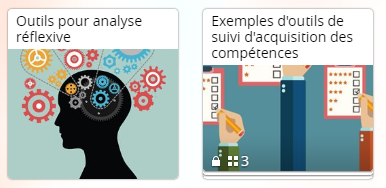 Outils pour analyse
réflexive
Exemples d'outils de
suivi d'acquisition des
compétences
3